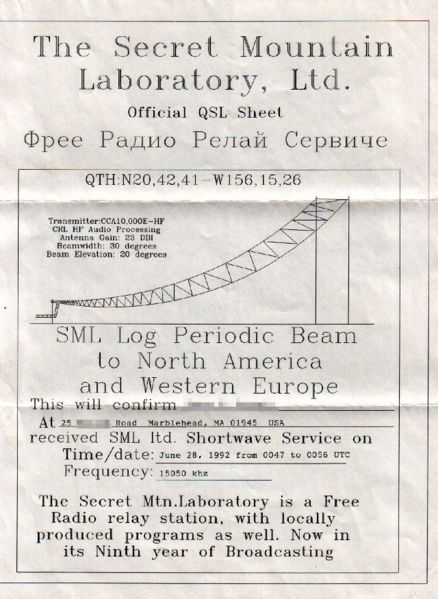 The Secret Mountain
Laboratory, Ltd.
Official QSL Sheet
Фрее Радио Релай Сервиче
QTH:N20,42,41-W156,15,26
Transmitter:CCA10,000E-HF
CRL HF Audio Processing
Antenna Gain: 23 DBI
Beamwidth: 30 degrees
Beam Elevation: 20 degrees
SML Log Periodic Beam
to North America
and Western Europe
This will confirm
At 25 Road Marblehead, MA 01945 USA
received SML ltd. Shortwave Service on
Time/date: June 28, 1992 from 0047 to 0056 UTC
Frequency: 15050 khz
The Secret Mtn.Laboratory is a Free
Radio relay station, with locally
produced programs as well. Now in
its Ninth year of Broadcasting